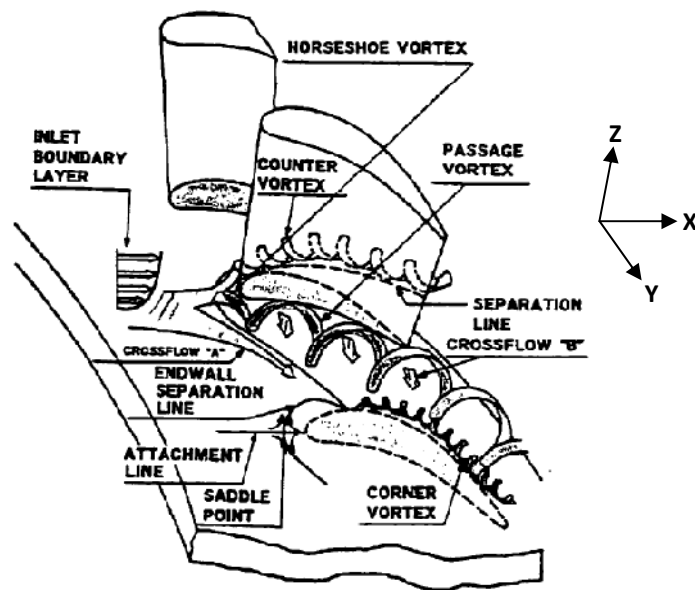 HORSESHOE VORTEX
INLET
BOUNDARY
LAYER
COUNTER
VORTEX
PASSAGE
VORTEX
Z
X
Y
SEPARATION
LINE
CROSSFLOW "B"
CROSSFLOW "A"
ENDWALL
SEPARATION
LINE
ATTACHMENT
LINE
SADDLE
POINT
CORNER
VORTEX